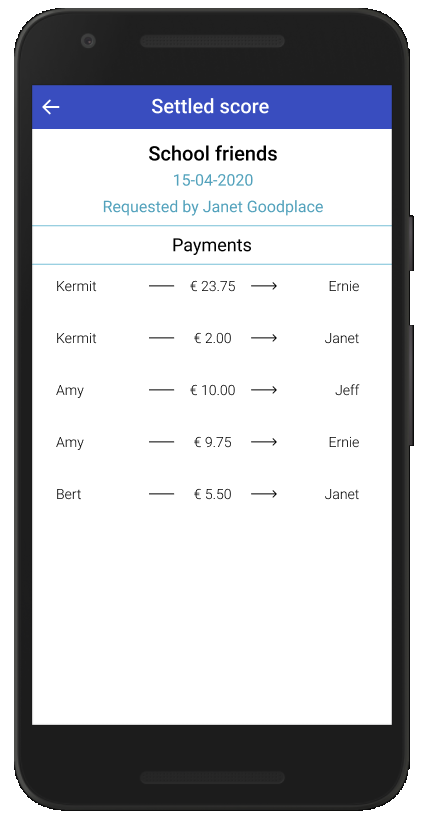 Settled score
School friends
15-04-2020
Requested by Janet Goodplace
Payments
Kermit € 23.75 Ernie
Kermit € 2.00 Janet
Amy € 10.00 Jeff
Amy € 9.75 Ernie
Bert € 5.50 Janet